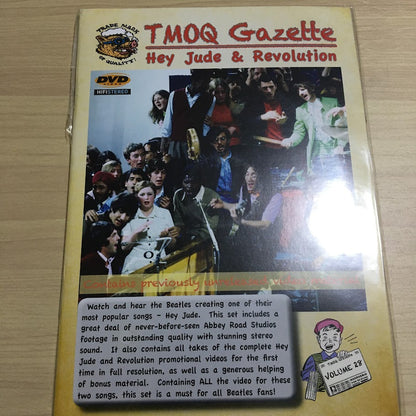 TRADE MARK
OF QUALITY!
TMOQ Gazette
Hey Jude & Revolution
DVD
HIFI STEREO
Contains previously
Watch and hear the Beatles creating one of their
most popular songs - Hey Jude. This set includes a
great deal of never-before-seen Abbey Road Studios
footage in outstanding quality with stunning stereo
sound. It also contains all takes of the complete Hey
Jude and Revolution promotional videos for the first
time in full resolution, as well as a generous helping
of bonus material. Containing ALL the video for these
two songs, this set is a must for all Beatles fans!
VOLUME 28